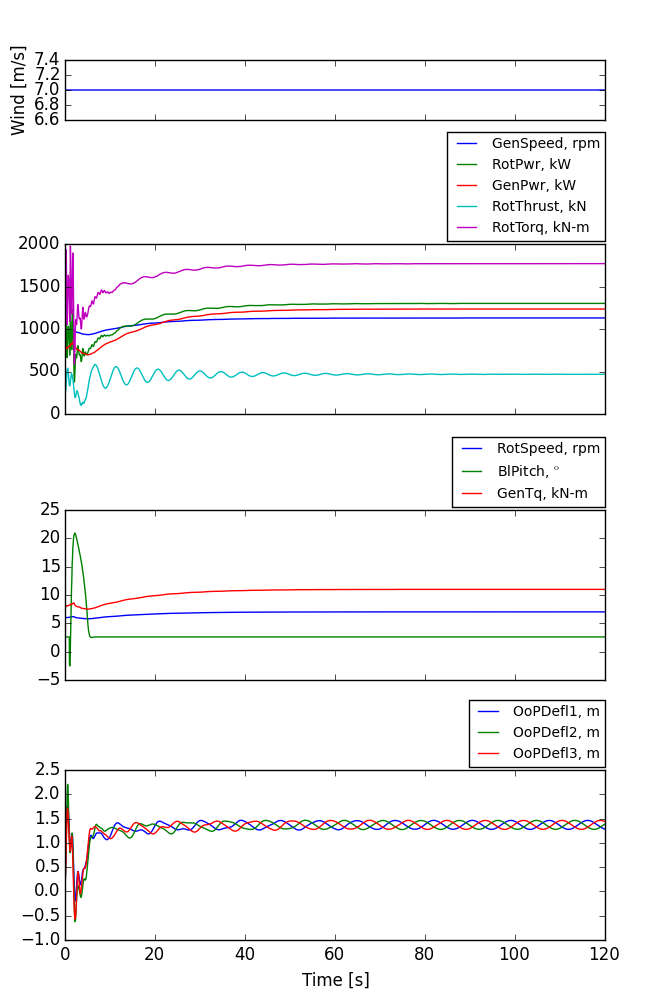 Wind [m/s]
7.4
7.2
7.0
6.8
6.6
GenSpeed, rpm
RotPwr, kW
GenPwr, kW
RotThrust, kN
RotTorq, kN-m
2000
1500
1000
500
0
RotSpeed, rpm
BlPitch, °
GenTq, kN-m
25
20
15
10
5
0
−5
OoPDefl1, m
OoPDefl2, m
OoPDefl3, m
2.5
2.0
1.5
1.0
0.5
0.0
−0.5
−1.0
0 20 40 60 80 100 120
Time [s]